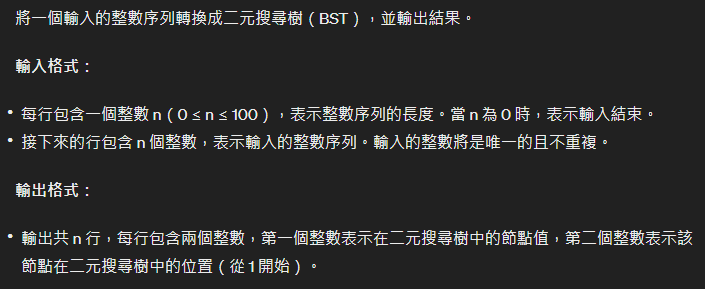 將一個輸入的整數序列轉換成二元搜尋樹（BST），並輸出結果。
輸入格式：
• 每行包含一個整數 n（0 ≤ n ≤ 100），表示整數序列的長度。當 n 為 0 時，表示輸入結束。
• 接下來的行包含 n 個整數，表示輸入的整數序列。輸入的整數將是唯一的且不重複。
輸出格式：
• 輸出共 n 行，每行包含兩個整數，第一個整數表示在二元搜尋樹中的節點值，第二個整數表示該
節點在二元搜尋樹中的位置（從 1 開始）。